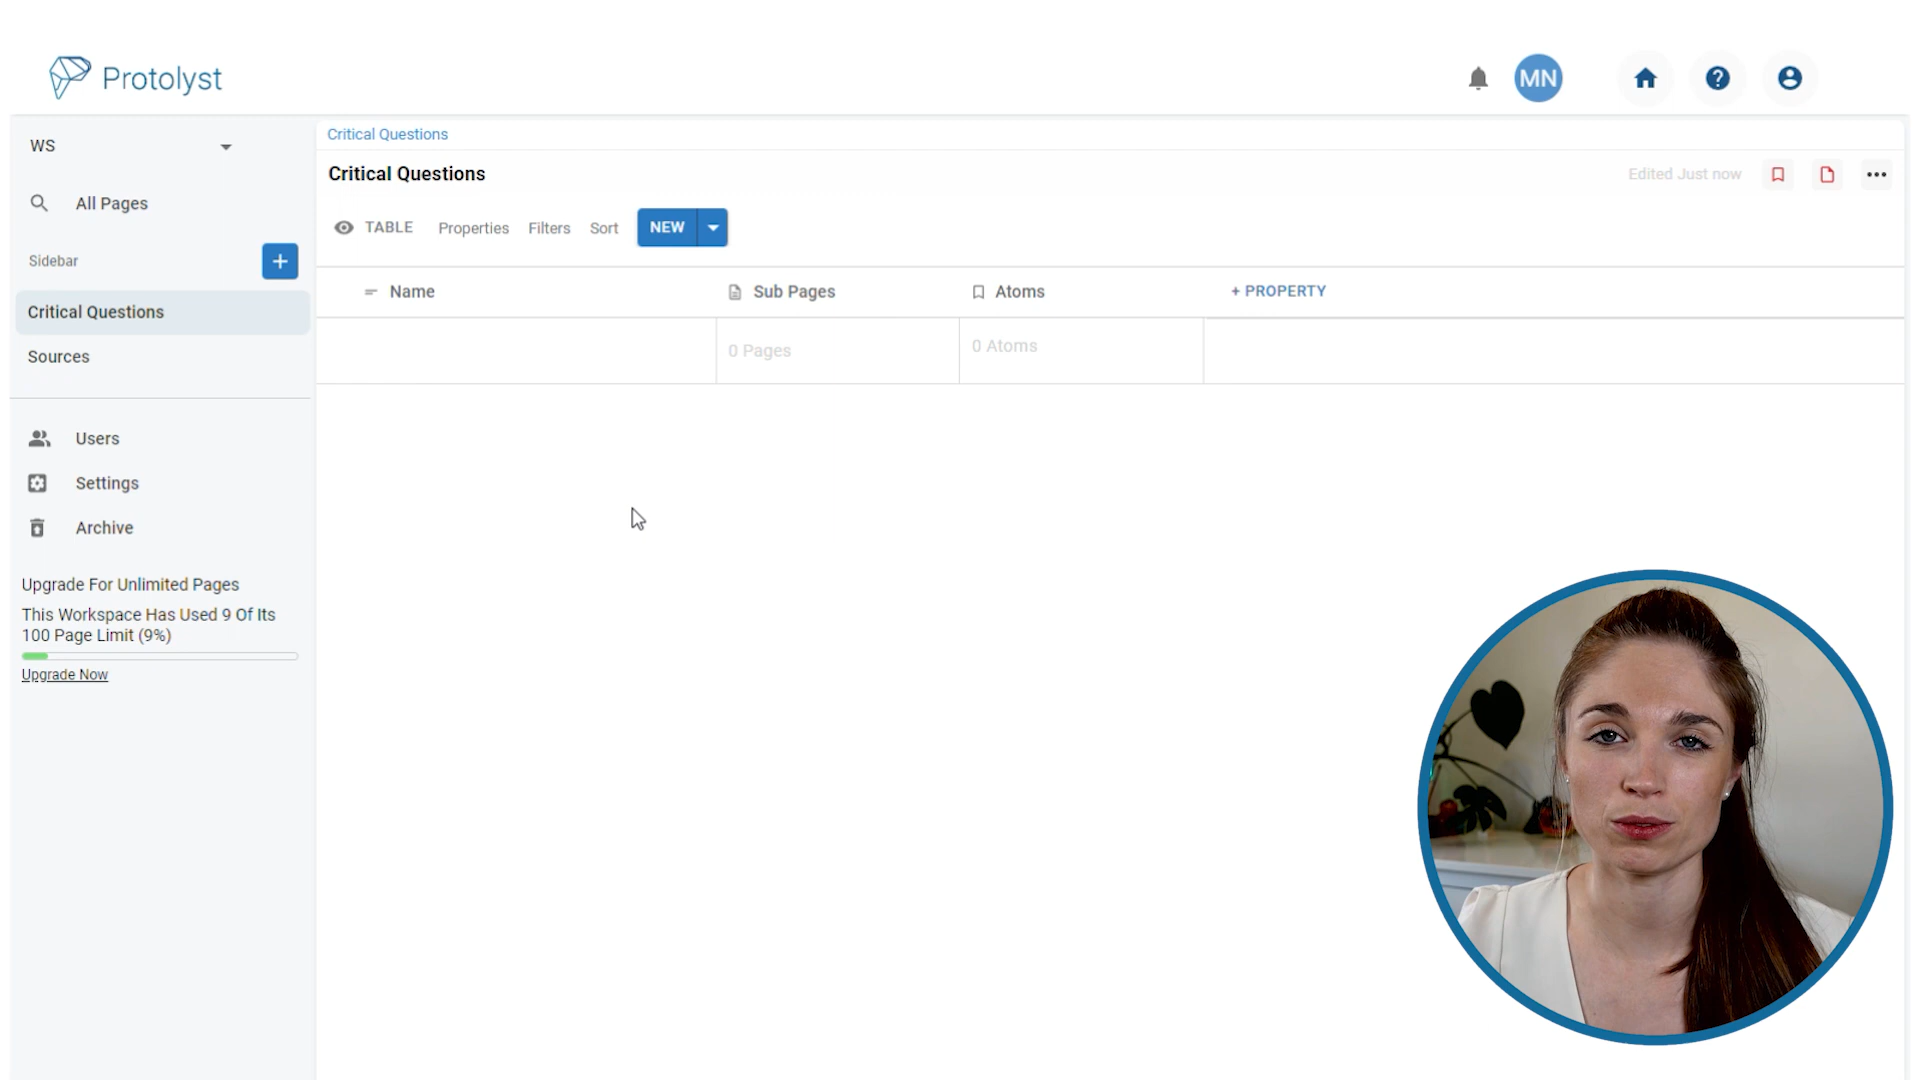 Protolyst
MN
WS
All Pages
Sidebar
Critical Questions
Sources
Users
Settings
Archive
Upgrade For Unlimited Pages
This Workspace Has Used 9 Of Its
100 Page Limit (9%)
Upgrade Now
Critical Questions
Critical Questions
Edited Just now
TABLE
Properties
Filters
Sort
NEW
Name
Sub Pages
Atoms
+ PROPERTY
0 Pages
0 Atoms